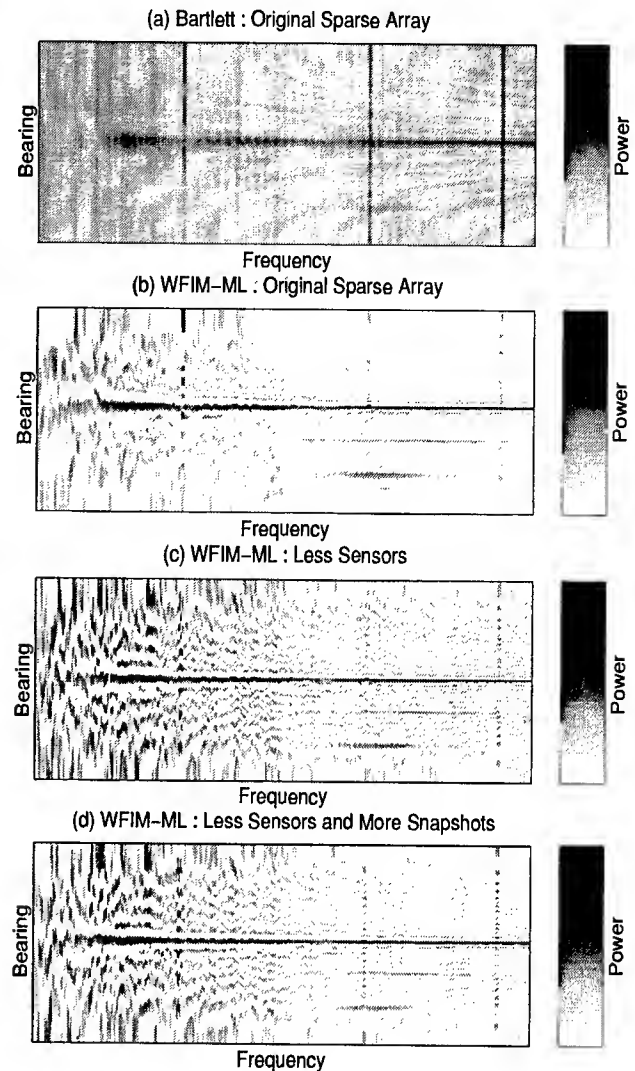 (a) Bartlett : Original Sparse Array
Bearing
Power
Frequency
(b) WFIM-ML : Original Sparse Array
Bearing
Power
Frequency
(c) WFIM-ML : Less Sensors
Bearing
Power
Frequency
(d) WFIM-ML : Less Sensors and More Snapshots
Bearing
Power
Frequency